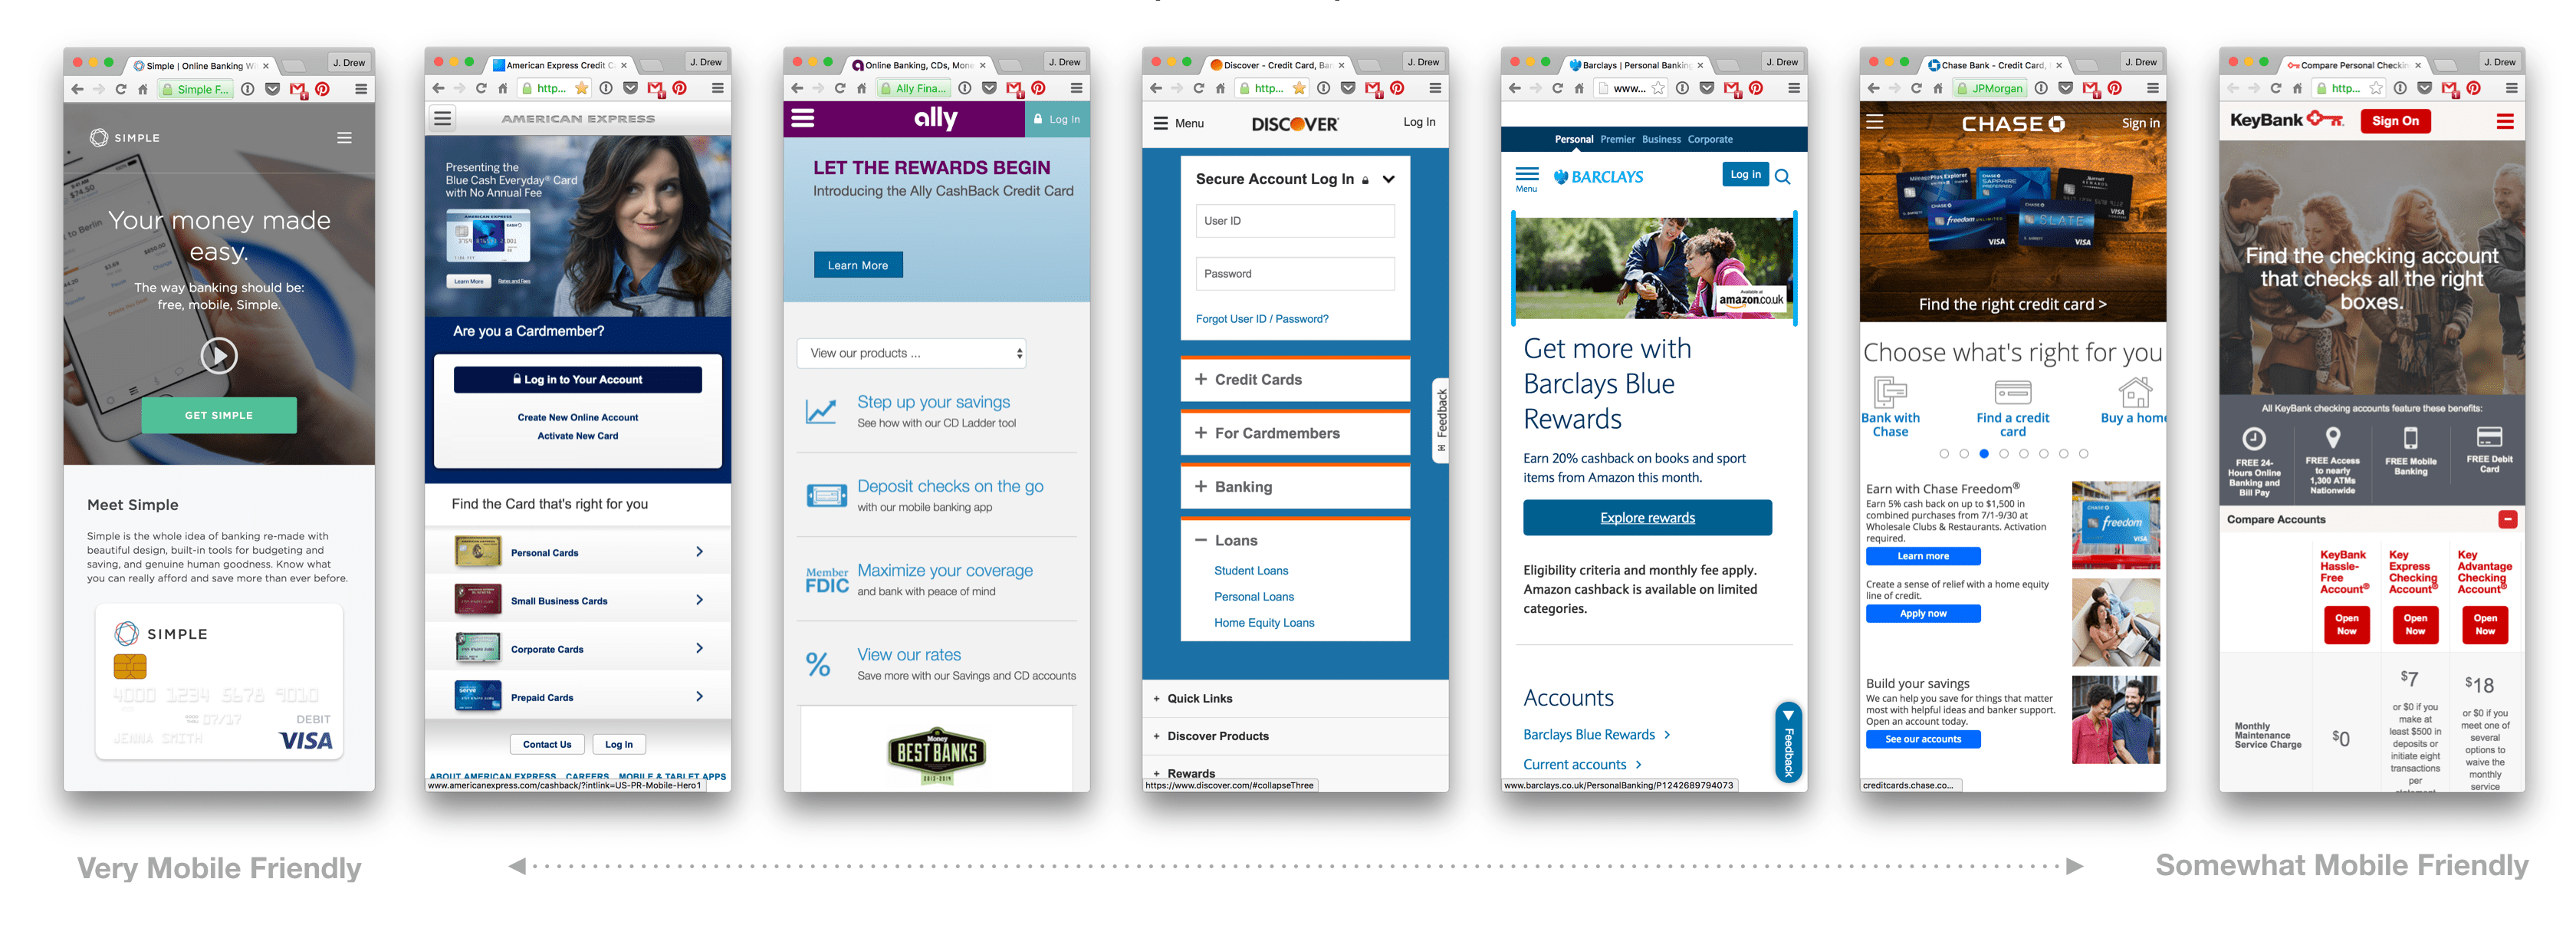 Simple | Online Banking Wi
J. Drew
Simple F...
SIMPLE
Your money made
easy.
The way banking should be:
free, mobile, Simple.
GET SIMPLE
Meet Simple
Simple is the whole idea of banking re-made with
beautiful design, built-in tools for budgeting and
saving, and genuine human goodness. Know what
you can really afford and save more than ever before.
SIMPLE
4000 1234 5678 9010
07/17
DEBIT
JENNA SMITH
VISA
American Express Credit C
J. Drew
http...
AMERICAN EXPRESS
Presenting the
Blue Cash Everyday® Card
with No Annual Fee
AMERICAN EXPRESS
Learn More
Rates and Fees
Are you a Cardmember?
Log in to Your Account
Create New Online Account
Activate New Card
Find the Card that's right for you
Personal Cards
Small Business Cards
Corporate Cards
serve
Prepaid Cards
Contact Us
Log In
ABOUT AMERICAN EXPRESS CAREERS MOBILE & TABLET APPS
www.americanexpress.com/cashback/?intlink=US-PR-Mobile-Hero1
Online Banking, CDs, Mone
J. Drew
Ally Fina...
ally
Log In
LET THE REWARDS BEGIN
Introducing the Ally CashBack Credit Card
Learn More
View our products ...
Step up your savings
See how with our CD Ladder tool
Deposit checks on the go
with our mobile banking app
Member
FDIC
Maximize your coverage
and bank with peace of mind
%
View our rates
Save more with our Savings and CD accounts
Money
BEST BANKS
2013-2014
Discover - Credit Card, Ban
J. Drew
http...
Menu
DISCOVER
Log In
Secure Account Log In
User ID
Password
Forgot User ID / Password?
+ Credit Cards
+ For Cardmembers
+ Banking
− Loans
Student Loans
Personal Loans
Home Equity Loans
Feedback
+ Quick Links
+ Discover Products
+ Rewards
https://www.discover.com/#collapseThree
Barclays | Personal Banking
J. Drew
www...
Personal Premier Business Corporate
Menu
BARCLAYS
Log in
Available at
amazon.co.uk
Get more with
Barclays Blue
Rewards
Earn 20% cashback on books and sport
items from Amazon this month.
Explore rewards
Eligibility criteria and monthly fee apply.
Amazon cashback is available on limited
categories.
Accounts
Barclays Blue Rewards
Current accounts
Feedback
www.barclays.co.uk/PersonalBanking/P1242689794073
Chase Bank - Credit Card,
J. Drew
JPMorgan
CHASE
Sign in
SAPPHIRE
PREFERRED
freedom UNLIMITED
SLATE
VISA
VISA
Find the right credit card >
Choose what's right for you
Bank with
Chase
Find a credit
card
Buy a home
Earn with Chase Freedom®
Earn 5% cash back on up to $1,500 in
combined purchases from 7/1-9/30 at
Wholesale Clubs & Restaurants. Activation
required.
Learn more
CHASE
freedom
VISA
Create a sense of relief with a home equity
line of credit.
Apply now
Build your savings
We can help you save for things that matter
most with helpful ideas and banker support.
Open an account today.
See our accounts
creditcards.chase.co...
Compare Personal Checkin
J. Drew
http...
KeyBank
Sign On
Find the checking account
that checks all the right
boxes.
All KeyBank checking accounts feature these benefits:
FREE 24-
Hours Online
Banking and
Bill Pay
FREE Access
to nearly
1,300 ATMs
Nationwide
FREE Mobile
Banking
FREE Debit
Card
Compare Accounts
KeyBank
Hassle-
Free
Account®
Open
Now
Key
Express
Checking
Account®
Open
Now
Key
Advantage
Checking
Account®
Open
Now
Monthly
Maintenance
Service Charge
$0
$7
or $0 if you
make at
least $500 in
deposits or
initiate eight
transactions
per
statement
$18
or $0 if you
meet one of
several
options to
waive the
monthly
service
Very Mobile Friendly
Somewhat Mobile Friendly